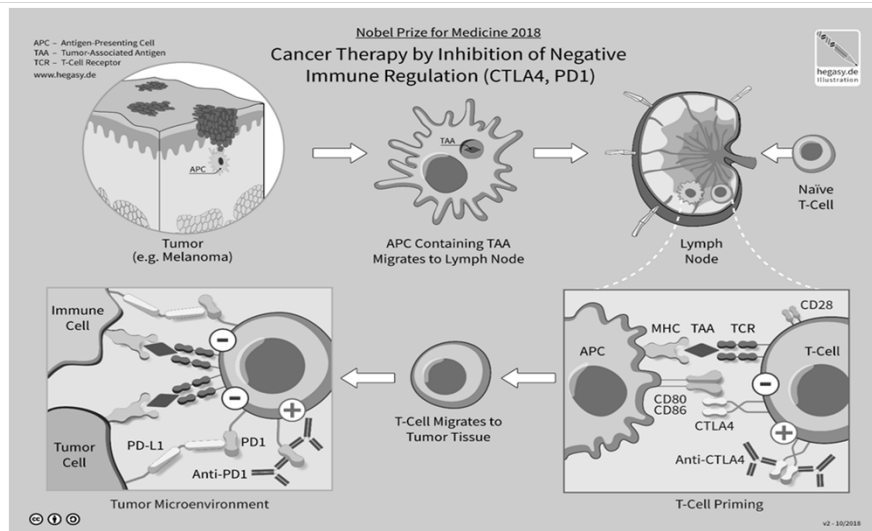 Nobel Prize for Medicine 2018
Cancer Therapy by Inhibition of Negative
Immune Regulation (CTLA4, PD1)
APC – Antigen-Presenting Cell
TAA – Tumor-Associated Antigen
TCR – T-Cell Receptor
www.hegasy.de
hegasy.de
Illustration
APC
Tumor
(e.g. Melanoma)
TAA
APC Containing TAA
Migrates to Lymph Node
Lymph
Node
Naïve
T-Cell
Immune
Cell
Tumor
Cell
PD-L1
PD1
Anti-PD1
Tumor Microenvironment
T-Cell Migrates to
Tumor Tissue
APC
MHC
TAA
TCR
CD28
T-Cell
CD80
CD86
CTLA4
Anti-CTLA4
T-Cell Priming
cc
v2 - 10/2018